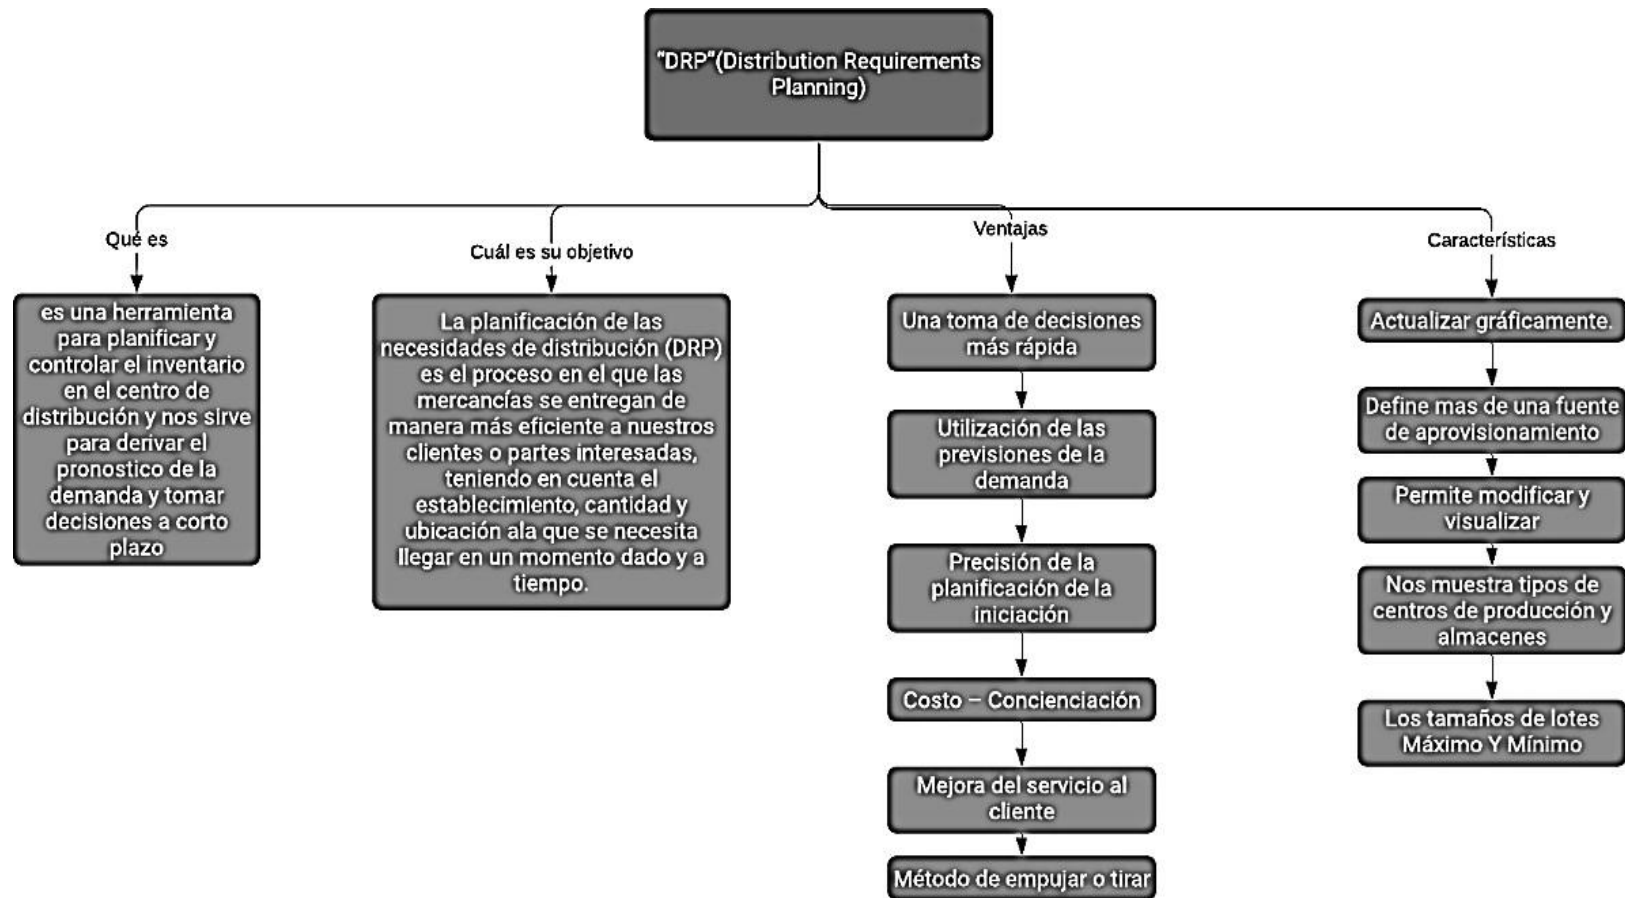 "DRP"(Distribution Requirements
Planning)
Qué es
es una herramienta
para planificar y
controlar el inventario
en el centro de
distribución y nos sirve
para derivar el
pronostico de la
demanda y tomar
decisiones a corto
plazo
Cuál es su objetivo
La planificación de las
necesidades de distribución (DRP)
es el proceso en el que las
mercancías se entregan de
manera más eficiente a nuestros
clientes o partes interesadas,
teniendo en cuenta el
establecimiento, cantidad y
ubicación ala que se necesita
llegar en un momento dado y a
tiempo.
Ventajas
Una toma de decisiones
más rápida
Utilización de las
previsiones de la
demanda
Precisión de la
planificación de la
iniciación
Costo – Concienciación
Mejora del servicio al
cliente
Método de empujar o tirar
Características
Actualizar gráficamente.
Define mas de una fuente
de aprovisionamiento
Permite modificar y
visualizar
Nos muestra tipos de
centros de producción y
almacenes
Los tamaños de lotes
Máximo Y Mínimo